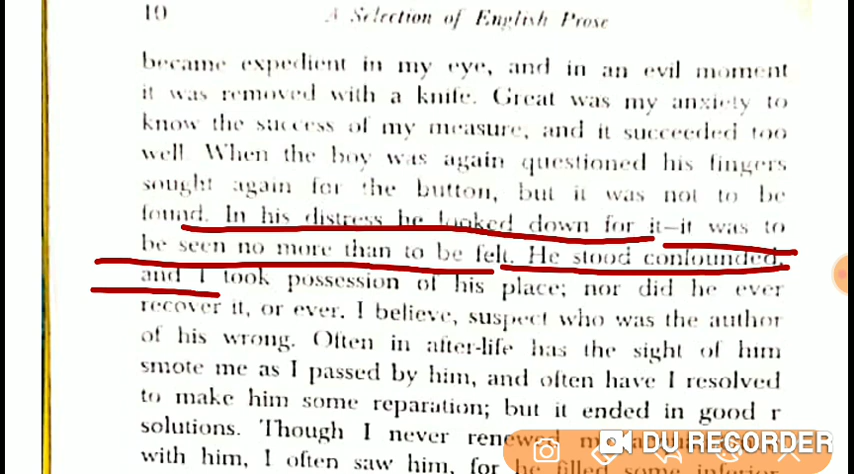 10 A Selection of English Prose
became expedient in my eye, and in an evil moment
it was removed with a knife. Great was my anxiety to
know the success of my measure, and it succeeded too
well. When the boy was again questioned his fingers
sought again for the button, but it was not to be
found. In his distress he looked down for it—it was to
be seen no more than to be felt. He stood confounded,
and I took possession of his place; nor did he ever
recover it, or ever. I believe, suspect who was the author
of his wrong. Often in after-life has the sight of him
smote me as I passed by him, and often have I resolved
to make him some reparation; but it ended in good r
solutions. Though I never renewed
with him, I often saw him, for he filled some inferior
DU RECORDER